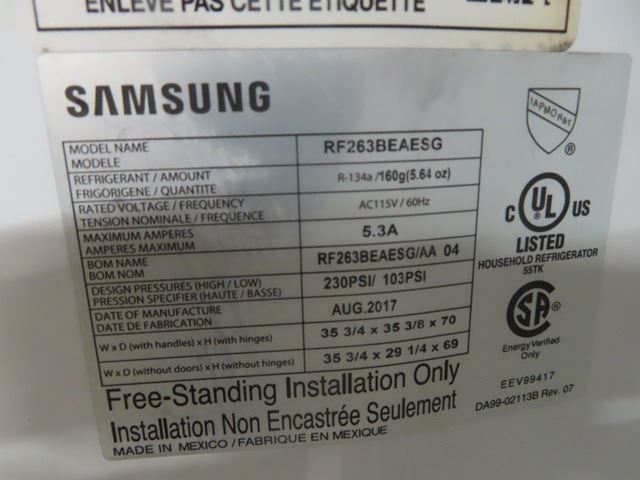 ENLEVE PAS CETTE ETIQUETTE
SAMSUNG
MODEL NAME
MODELE
RF263BEAESG
REFRIGERANT / AMOUNT
FRIGORIGENE / QUANTITE
R-134a /160g(5.64 oz)
RATED VOLTAGE / FREQUENCY
TENSION NOMINALE / FREQUENCE
AC115V / 60Hz
MAXIMUM AMPERES
AMPERES MAXIMUM
5.3A
BOM NAME
BOM NOM
RF263BEAESG/AA 04
DESIGN PRESSURES (HIGH / LOW)
PRESSION SPECIFIER (HAUTE / BASSE)
230PSI/ 103PSI
DATE OF MANUFACTURE
DATE DE FABRICATION
AUG.2017
W x D (with handles) x H (with hinges)
35 3/4 x 35 3/8 x 70
W x D (without doors) x H (without hinges)
35 3/4 x 29 1/4 x 69
Free-Standing Installation Only
Installation Non Encastrée Seulement
MADE IN MEXICO / FABRIQUE EN MEXIQUE
IAPMO R&T
®
C UL US
®
LISTED
HOUSEHOLD REFRIGERATOR
55TK
SA
®
Energy Verified
Only
EEV99417
DA99-02113B Rev. 07